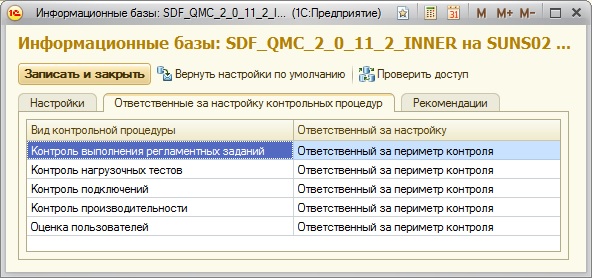 Информационные базы: SDF_QMC_2_0_11_2_I... (1С:Предприятие)
31 M M+ M-
Информационные базы: SDF_QMC_2_0_11_2_INNER на SUNS02 ...
Записать и закрыть Вернуть настройки по умолчанию Проверить доступ
Настройки Ответственные за настройку контрольных процедур Рекомендации
Вид контрольной процедуры Ответственный за настройку
Контроль выполнения регламентных заданий Ответственный за периметр контроля
Контроль нагрузочных тестов Ответственный за периметр контроля
Контроль подключений Ответственный за периметр контроля
Контроль производительности Ответственный за периметр контроля
Оценка пользователей Ответственный за периметр контроля